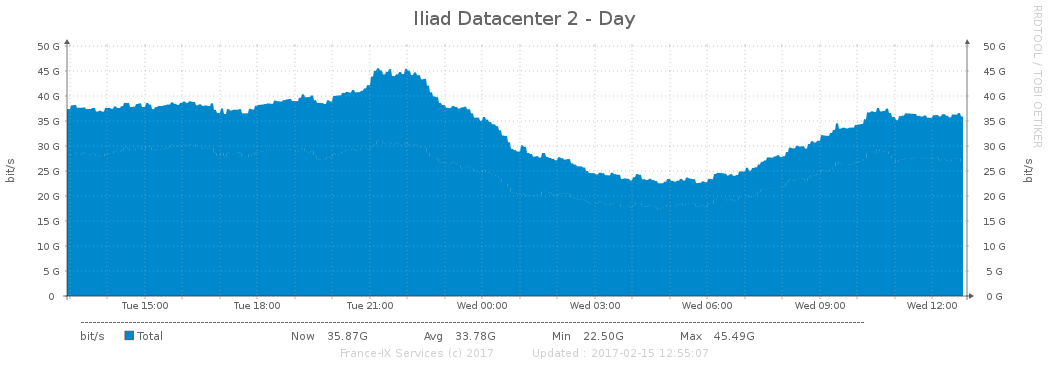 Iliad Datacenter 2 - Day
RRDTOOL / TOBI OETIKER
50 G 50 G
45 G 45 G
40 G 40 G
35 G 35 G
30 G 30 G
25 G 25 G
20 G 20 G
15 G 15 G
10 G 10 G
5 G 5 G
0 0 G
bit/s bit/s
Tue 15:00 Tue 18:00 Tue 21:00 Wed 00:00 Wed 03:00 Wed 06:00 Wed 09:00 Wed 12:00
bit/s Total Now 35.87G Avg 33.78G Min 22.50G Max 45.49G
France-IX Services (c) 2017 Updated : 2017-02-15 12:55:07